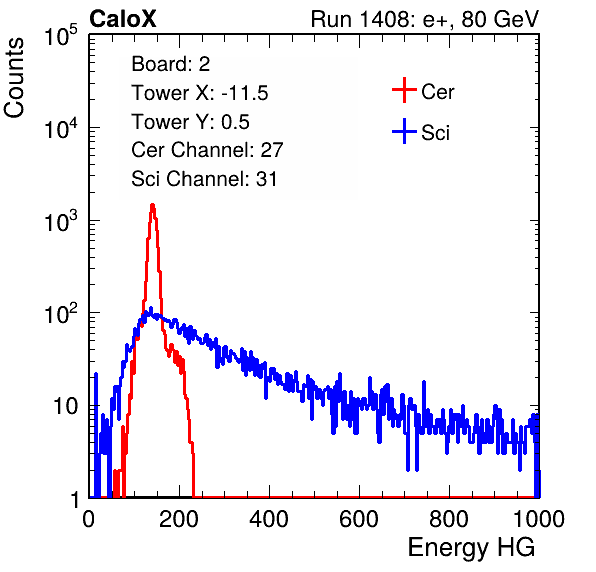 CaloX Run 1408: e+, 80 GeV
Counts
Board: 2
Tower X: -11.5
Tower Y: 0.5
Cer Channel: 27
Sci Channel: 31
Cer
Sci
10^5
10^4
10^3
10^2
10
1
0 200 400 600 800 1000
Energy HG